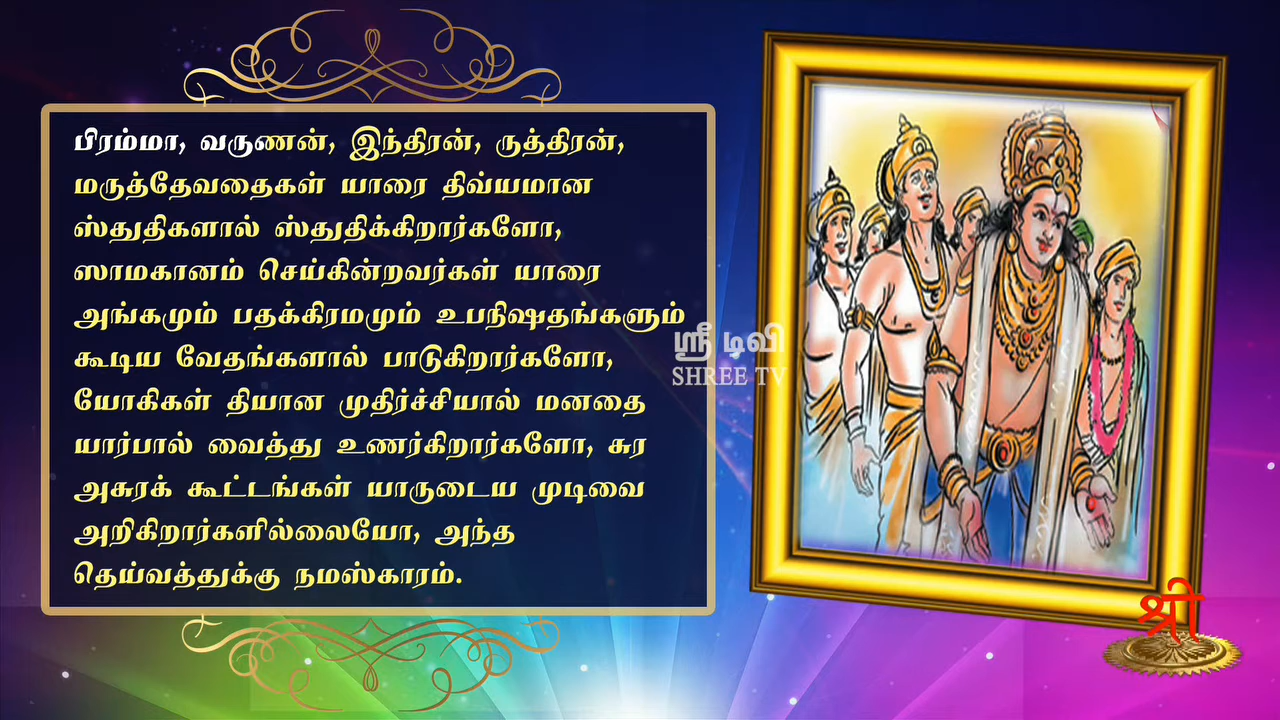 பிரம்மா, வருணன், இந்திரன், ருத்திரன்,
மருத்தேவதைகள் யாரை திவ்யமான
ஸ்துதிகளால் ஸ்துதிக்கிறார்களோ,
ஸாமகானம் செய்கின்றவர்கள் யாரை
அங்கமும் பதக்கிரமமும் உபநிஷதங்களும்
கூடிய வேதங்களால் பாடுகிறார்களோ,
யோகிகள் தியான முதிர்ச்சியால் மனதை
யார்பால் வைத்து உணர்கிறார்களோ, சுர
அசுரக் கூட்டங்கள் யாருடைய முடிவை
அறிகிறார்களில்லையோ, அந்த
தெய்வத்துக்கு நமஸ்காரம்.
ஸ்ரீ டிவி
SHREE TV
श्री